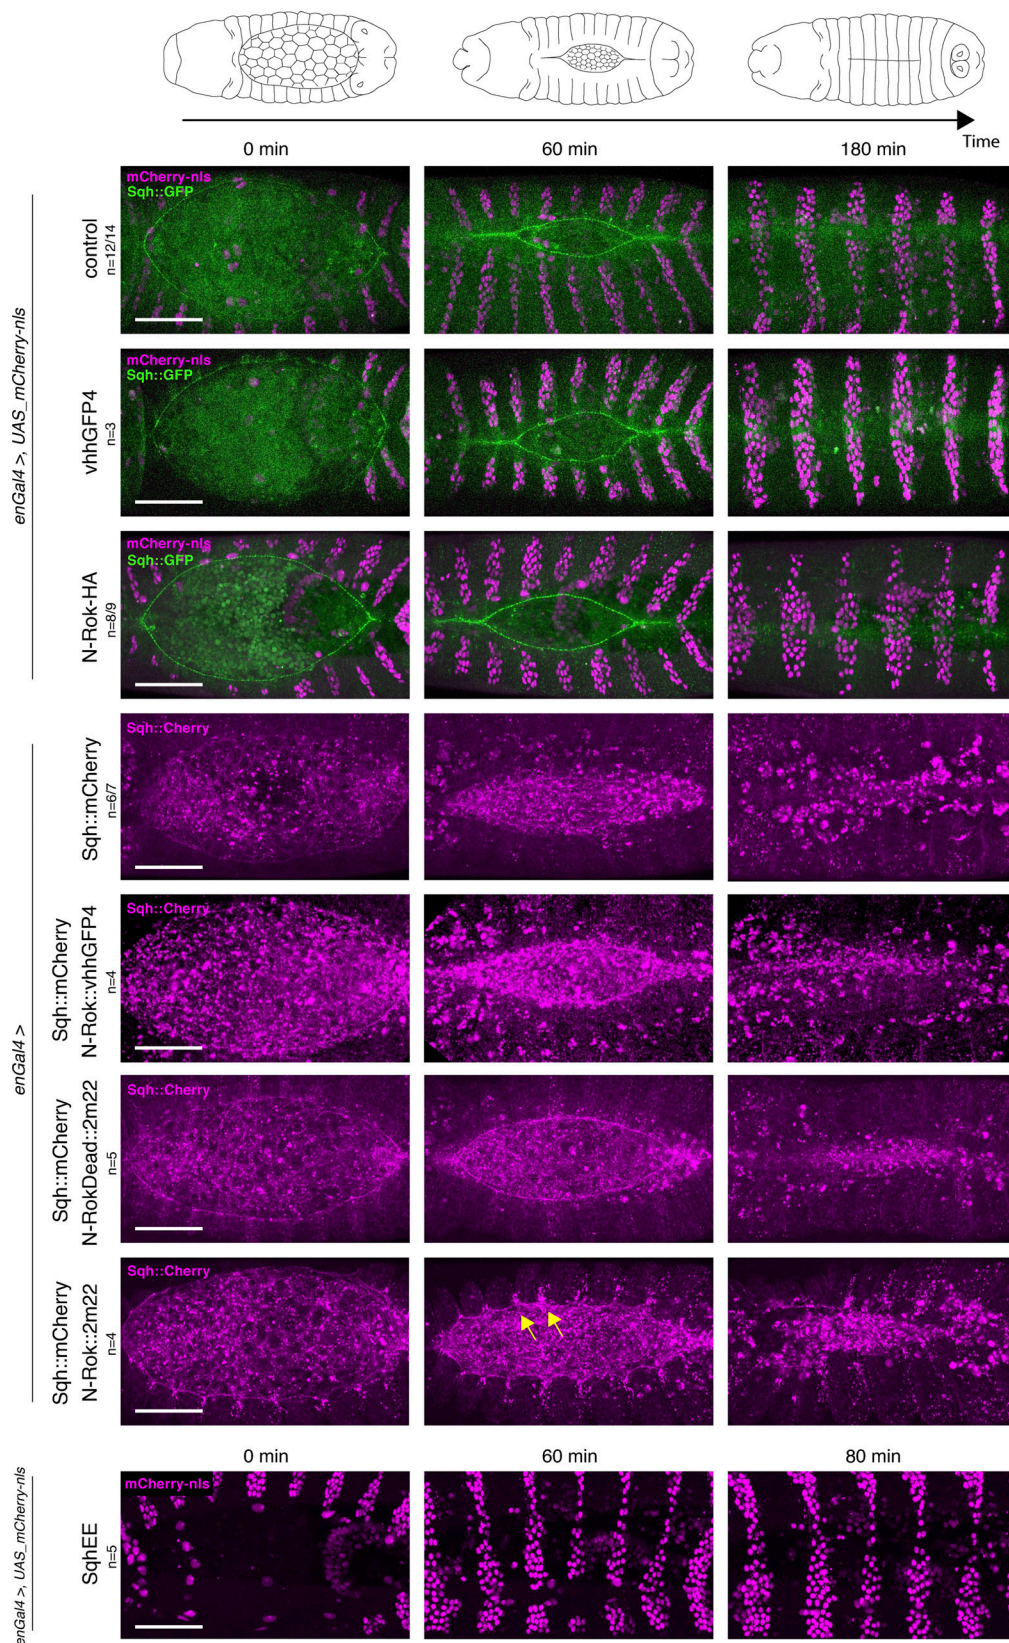 Time
0 min
60 min
180 min
enGal4 >, UAS_mCherry-nls
control
n=12/14
mCherry-nls
Sqh::GFP
vhhGFP4
n=3
mCherry-nls
Sqh::GFP
N-Rok-HA
n=8/9
mCherry-nls
Sqh::GFP
enGal4 >
Sqh::mCherry
n=6/7
Sqh::Cherry
Sqh::mCherry
N-Rok::vhhGFP4
n=4
Sqh::Cherry
Sqh::mCherry
N-RokDead::2m22
n=5
Sqh::Cherry
Sqh::mCherry
N-Rok::2m22
n=4
Sqh::Cherry
0 min
60 min
80 min
enGal4 >, UAS_mCherry-nls
SqhEE
n=5
mCherry-nls